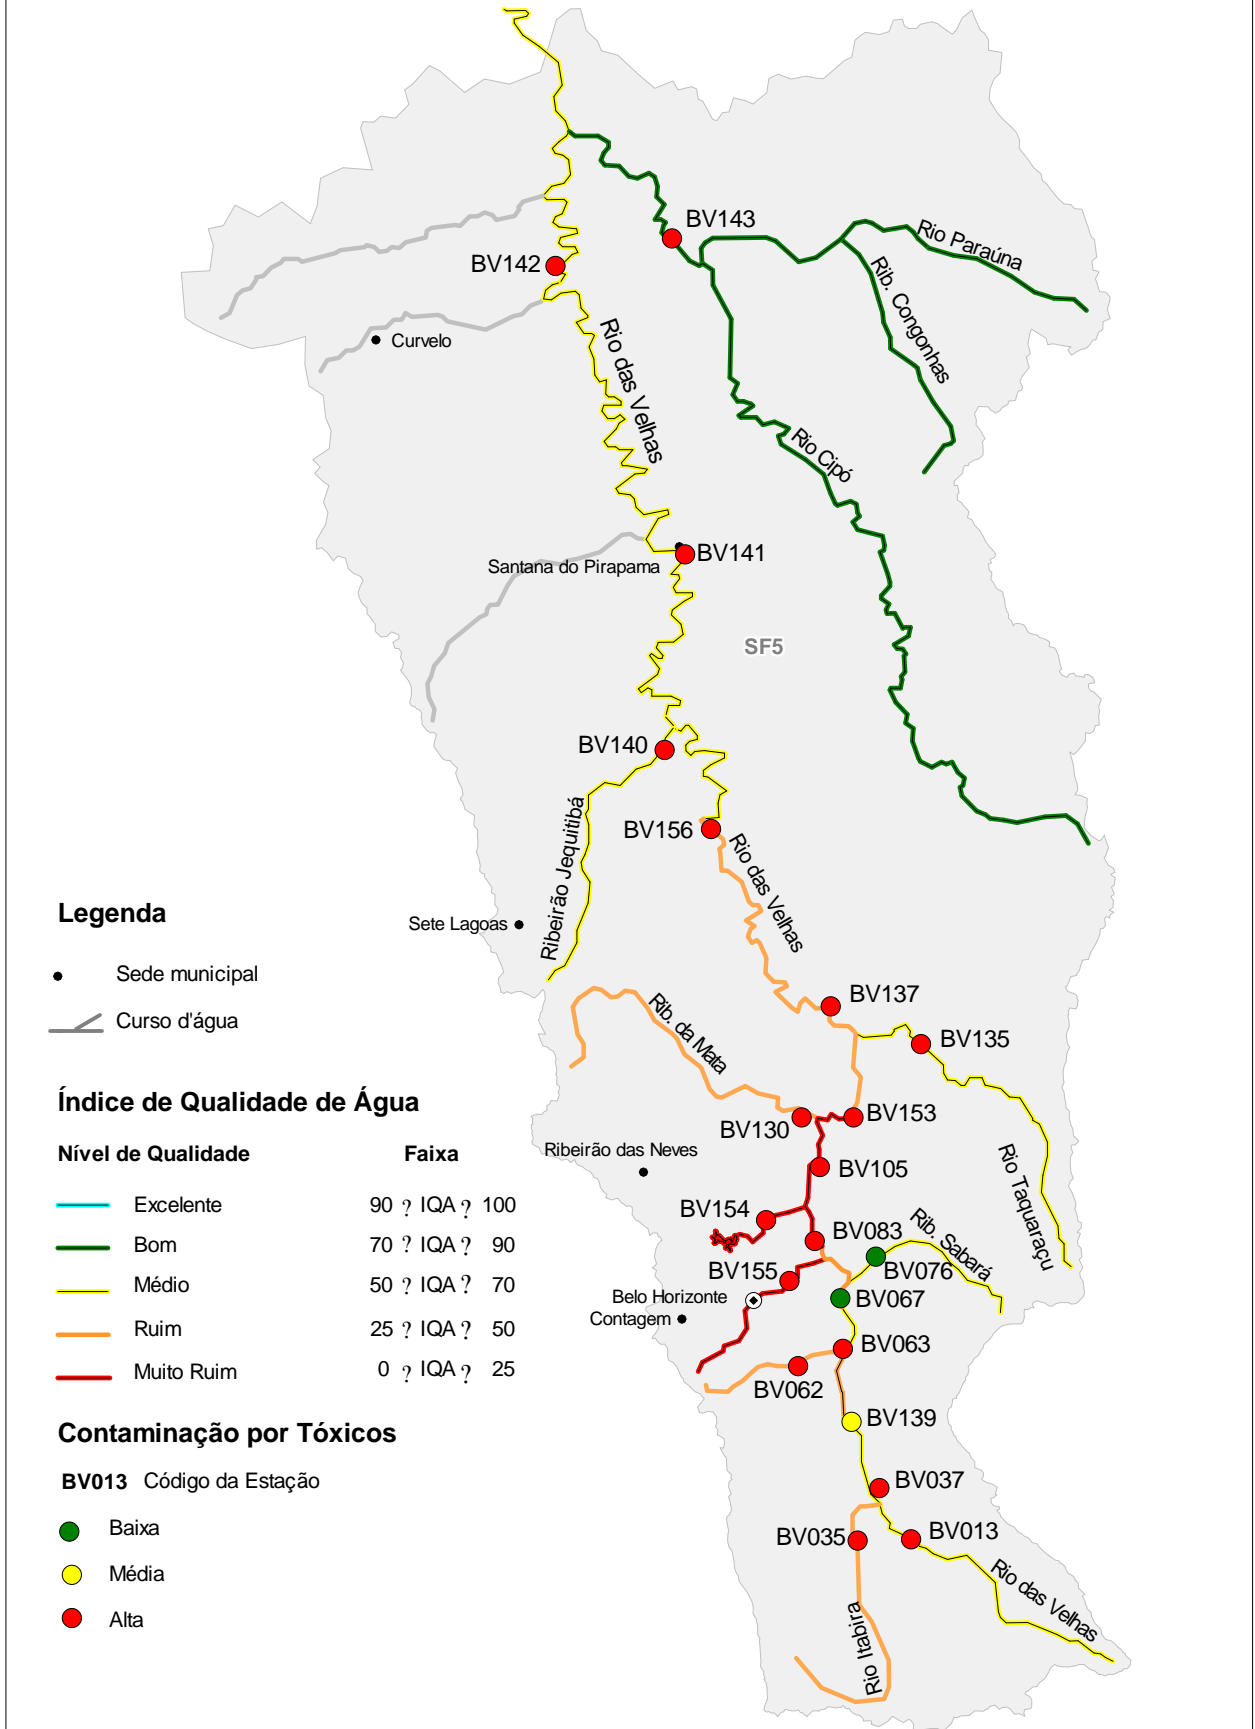 BV143
Rio Paraúna
BV142
Rib. Congonhas
Curvelo
Rio das Velhas
Rio Cipó
BV141
Santana do Pirapama
SF5
BV140
Ribeirão Jequitibá
BV156
Rio das Velhas
Sete Lagoas
Legenda
Sede municipal
Curso d'água
Rib. da Mata
BV137
BV135
BV153
BV130
Ribeirão das Neves
BV105
Rio Taquaraçu
BV154
BV083
Rib. Sabará
BV076
BV155
Belo Horizonte
BV067
Contagem
BV063
BV062
BV139
BV037
BV035
BV013
Rio das Velhas
Rio Itabira
Índice de Qualidade de Água
Nível de Qualidade Faixa
Excelente 90 ? IQA ? 100
Bom 70 ? IQA ? 90
Médio 50 ? IQA ? 70
Ruim 25 ? IQA ? 50
Muito Ruim 0 ? IQA ? 25
Contaminação por Tóxicos
BV013 Código da Estação
Baixa
Média
Alta